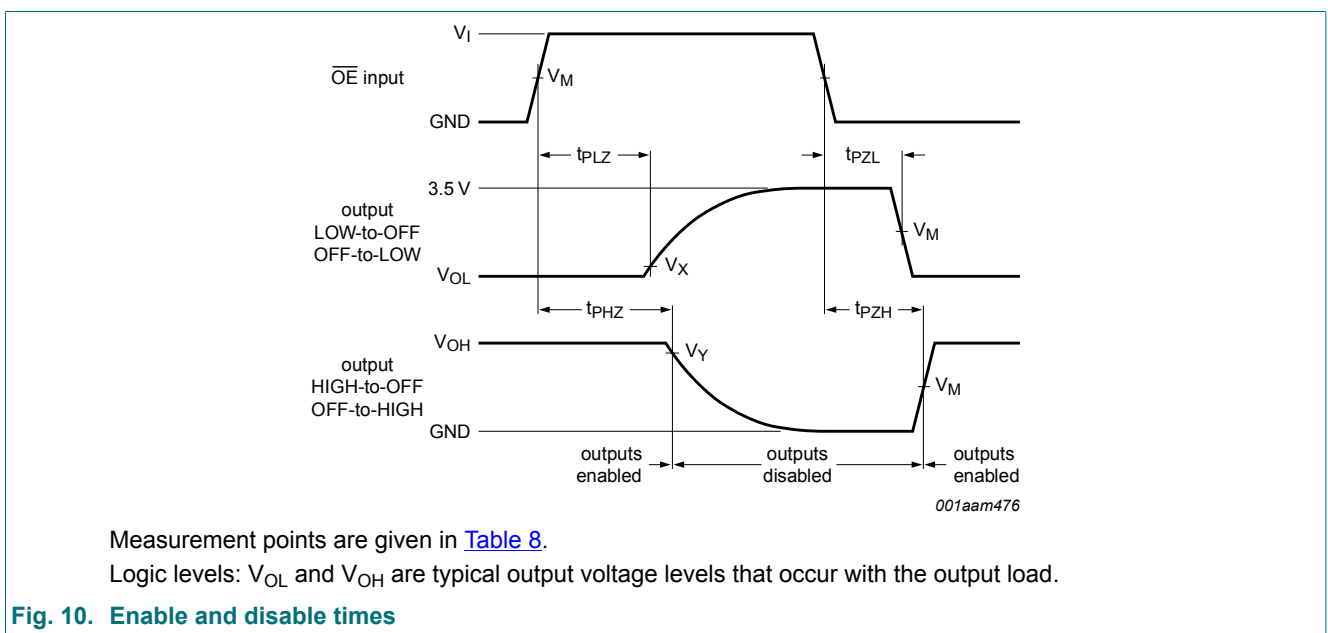 V_I
OE input
V_M
GND
t_PLZ
t_PZL
3.5 V
output
LOW-to-OFF
OFF-to-LOW
V_M
V_X
V_OL
t_PHZ
t_PZH
V_OH
V_Y
output
HIGH-to-OFF
OFF-to-HIGH
V_M
GND
outputs enabled
outputs disabled
outputs enabled
001aam476
Measurement points are given in Table 8.
Logic levels: V_OL and V_OH are typical output voltage levels that occur with the output load.
Fig. 10. Enable and disable times